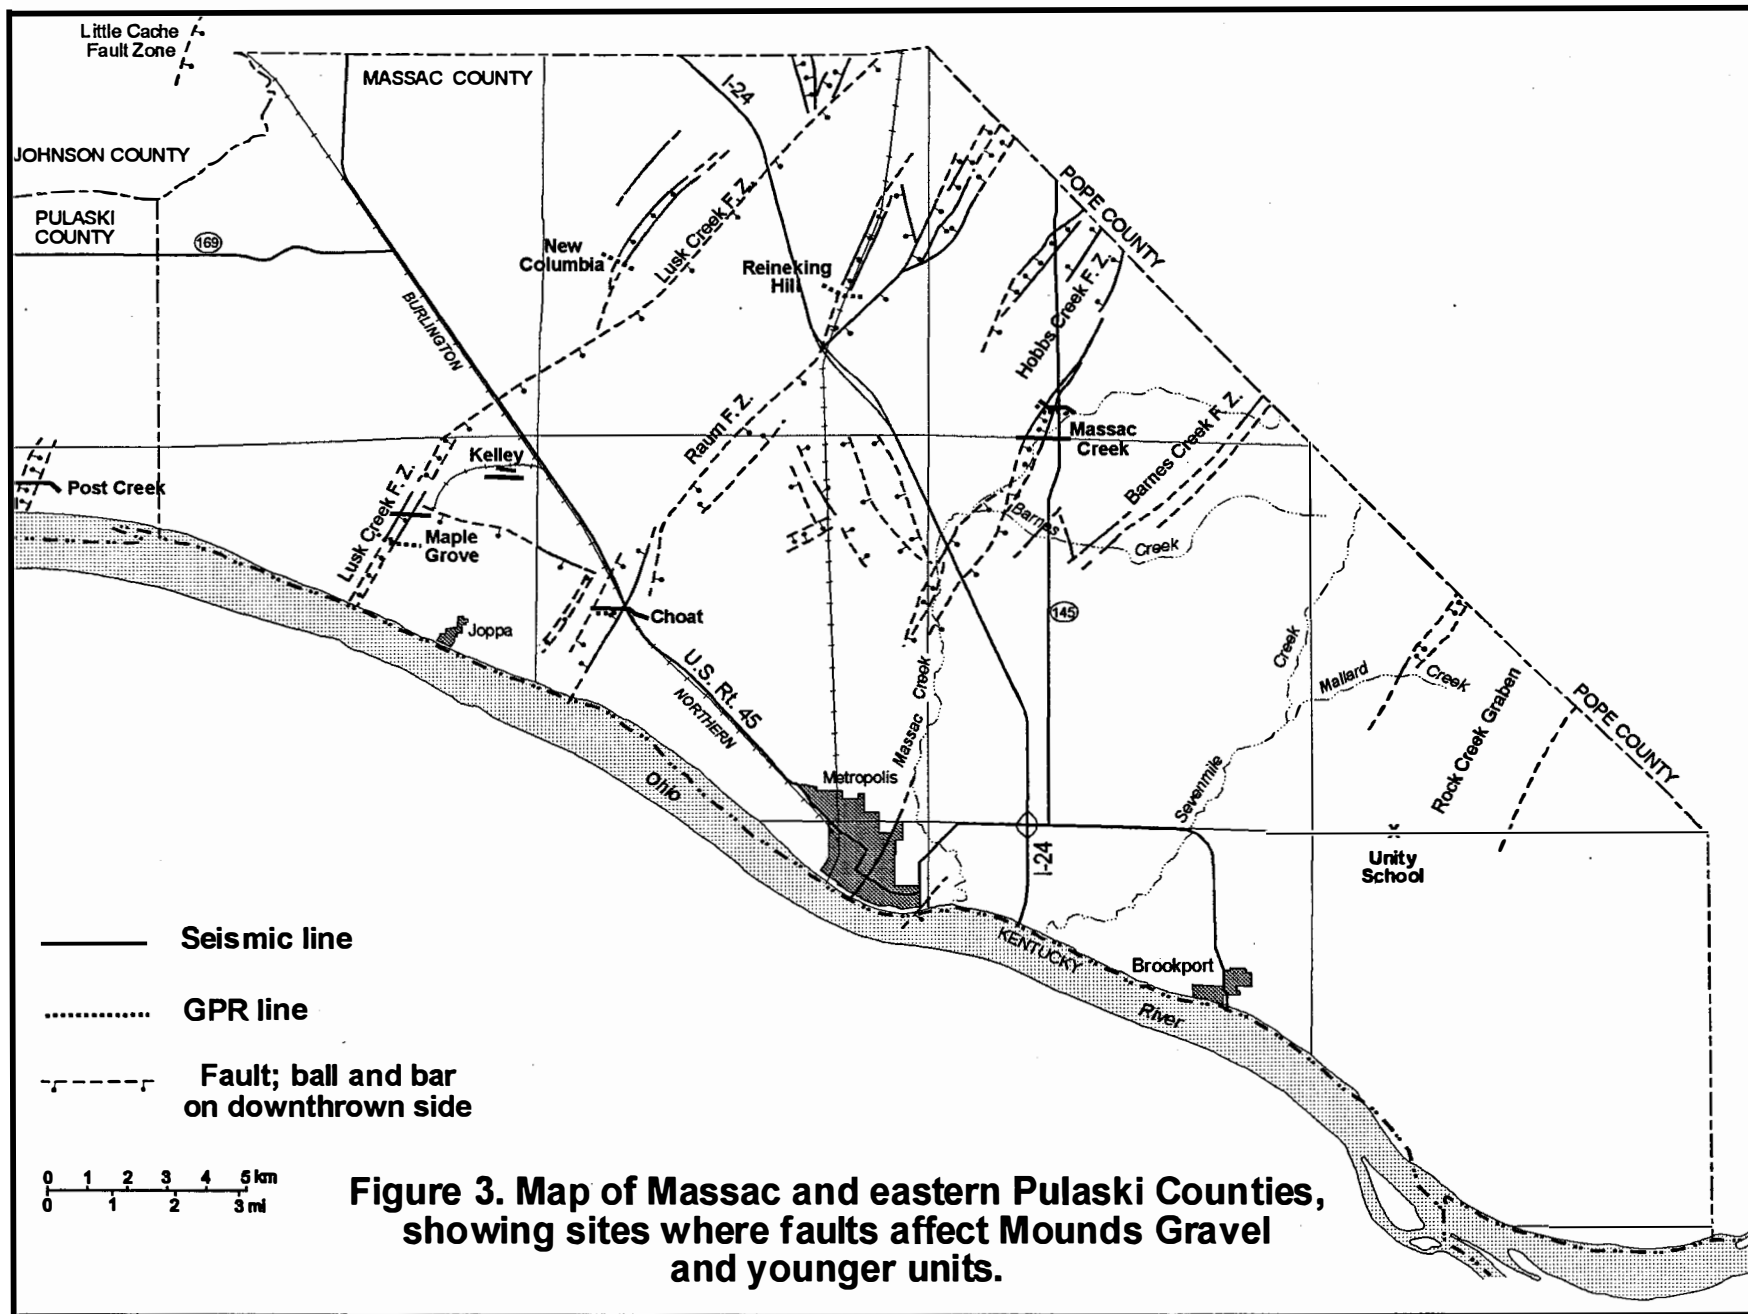 Little Cache
Fault Zone
MASSAC COUNTY
I-24
JOHNSON COUNTY
PULASKI
COUNTY
169
POPE COUNTY
New
Columbia
Lusk Creek F. Z.
Reineking
Hill
BURLINGTON
Hobbs Creek F. Z.
Raum F. Z.
Massac
Creek
Barnes Creek F. Z.
Kelley
Post Creek
Lusk Creek F. Z.
Maple
Grove
Barnes
Creek
Choat
Joppa
145
U.S. Rt. 45
NORTHERN
Massac Creek
Creek
Mallard
Creek
Rock Creek Graben
POPE COUNTY
Ohio
Metropolis
Sevenmile
I-24
Unity
School
KENTUCKY
Brookport
River
Seismic line
GPR line
Fault; ball and bar
on downthrown side
0 1 2 3 4 5 km
0 1 2 3 mi
Figure 3. Map of Massac and eastern Pulaski Counties,
showing sites where faults affect Mounds Gravel
and younger units.